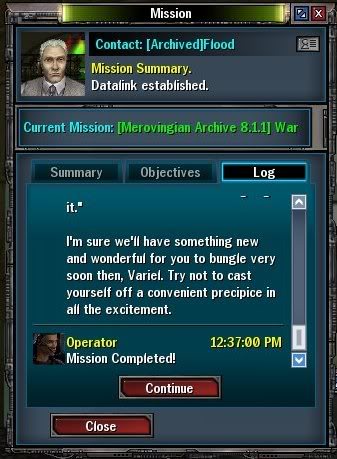 Mission
Contact: [Archived]Flood
Mission Summary.
Datalink established.
Current Mission: [Merovingian Archive 8.1.1] War
Summary
Objectives
Log
it."
I'm sure we'll have something new
and wonderful for you to bungle very
soon then, Variel. Try not to cast
yourself off a convenient precipice in
all the excitement.
Operator 12:37:00 PM
Mission Completed!
Continue
Close